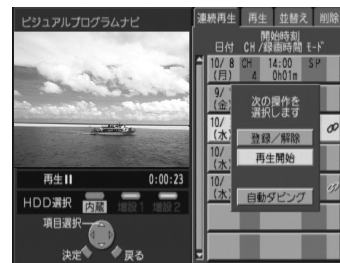 ビジュアルプログラムナビ
連続再生 再生 並替え 削除
開始時刻
日付 CH/録画時間 モード
10/ 8 CH 14:00 SP
(月) 4 0h01m
9/
(金)
10/
(水)
10/
(水)
10/
(水)
次の操作を
選択します
登録/解除
再生開始
自動ダビング
再生 0:00:23
HDD選択 内蔵 増設1 増設2
項目選択
決定 戻る